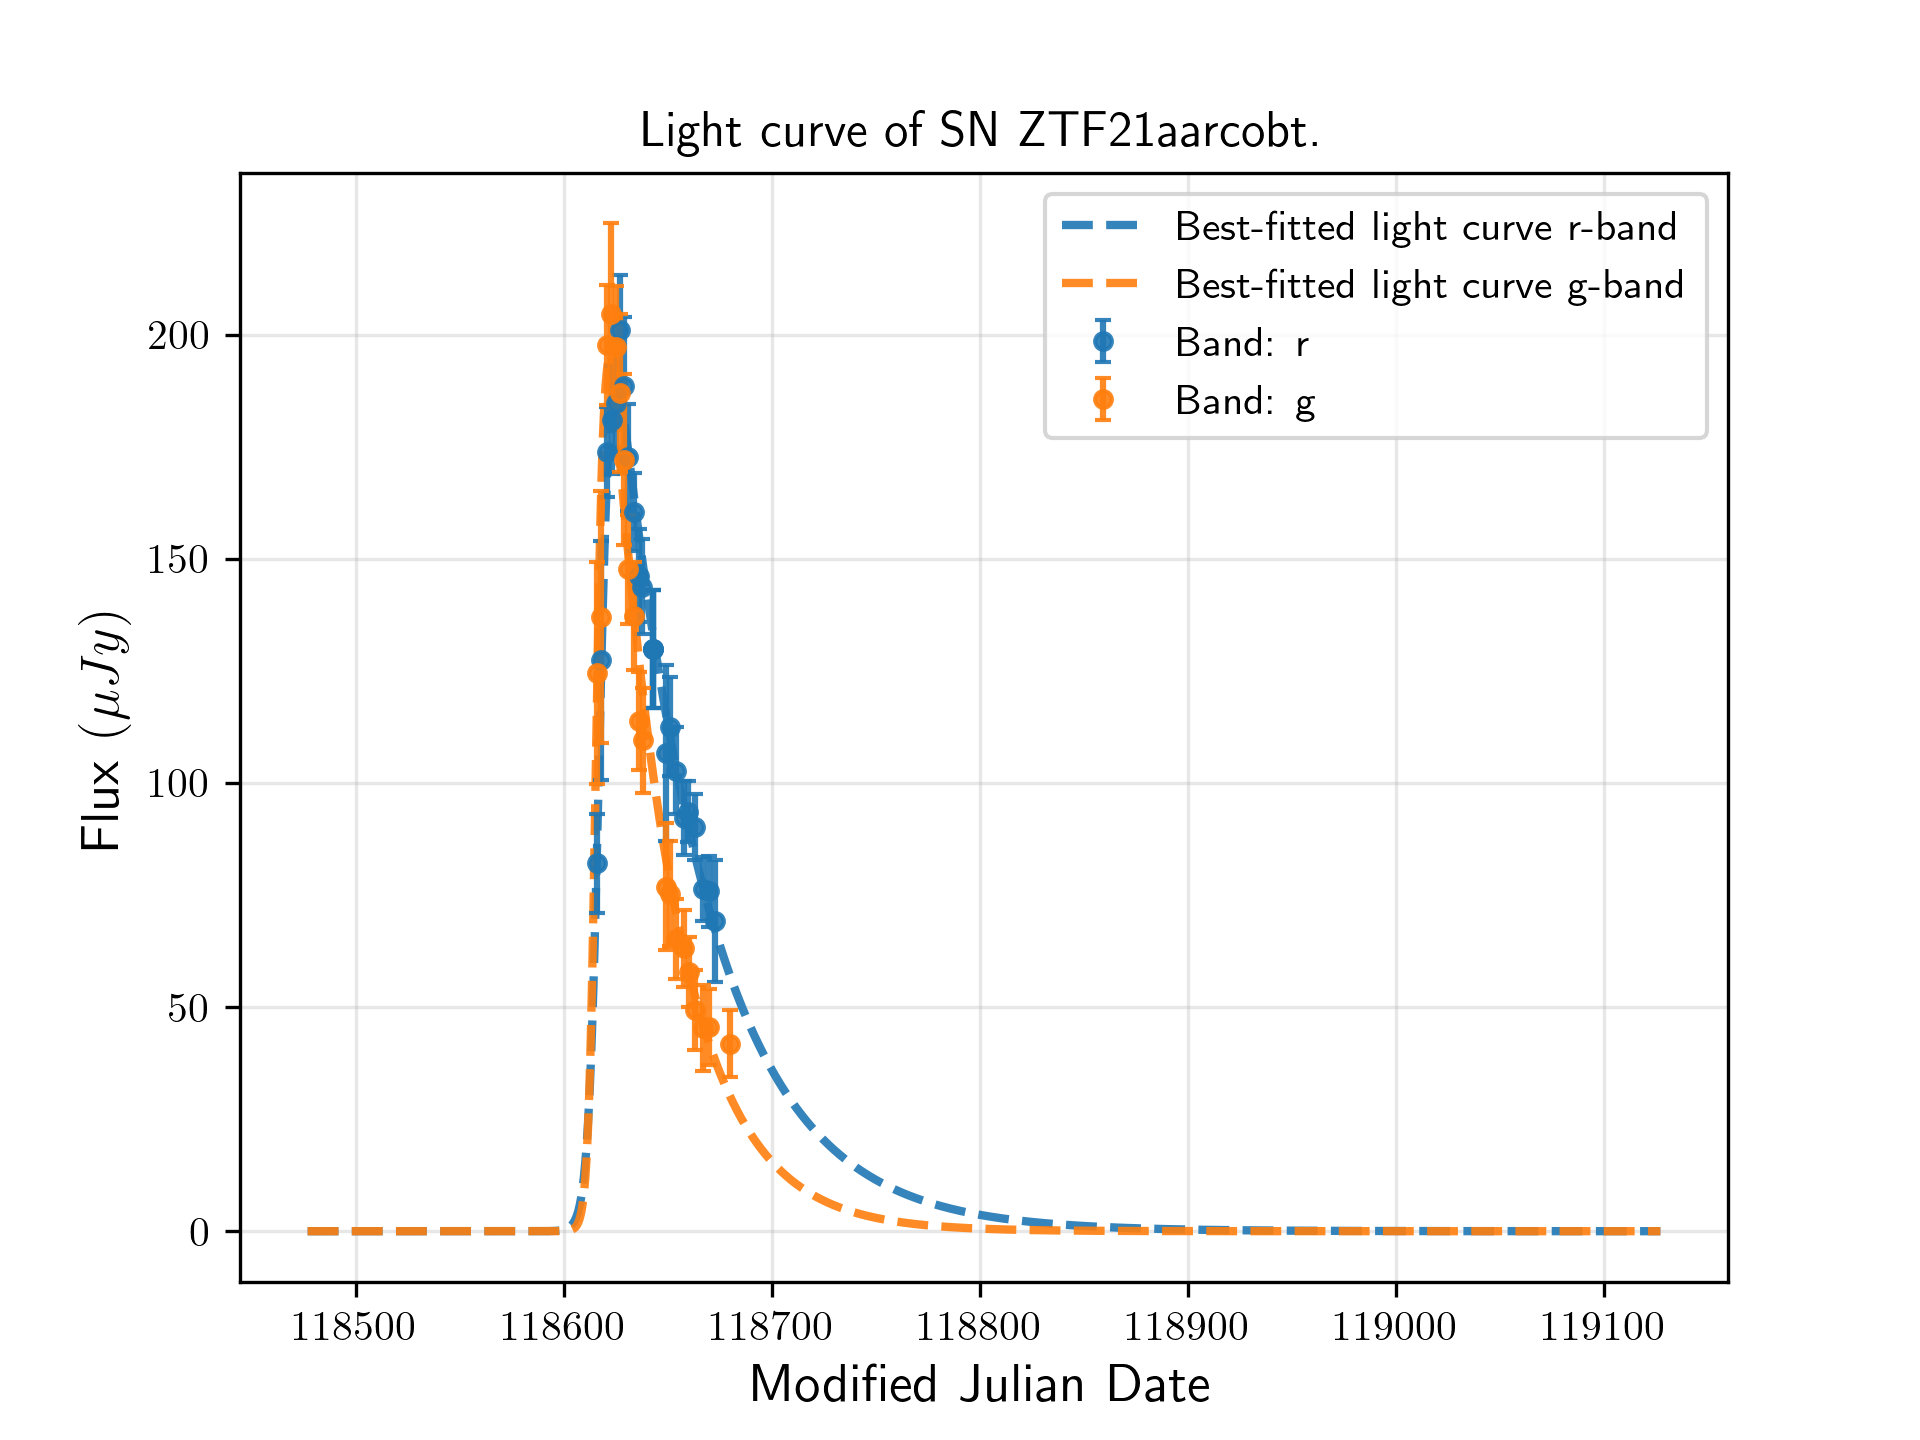 Light curve of SN ZTF21aarcobt.
Best-fitted light curve r-band
Best-fitted light curve g-band
Band: r
Band: g
200
150
100
50
0
Flux (μJy)
118500 118600 118700 118800 118900 119000 119100
Modified Julian Date